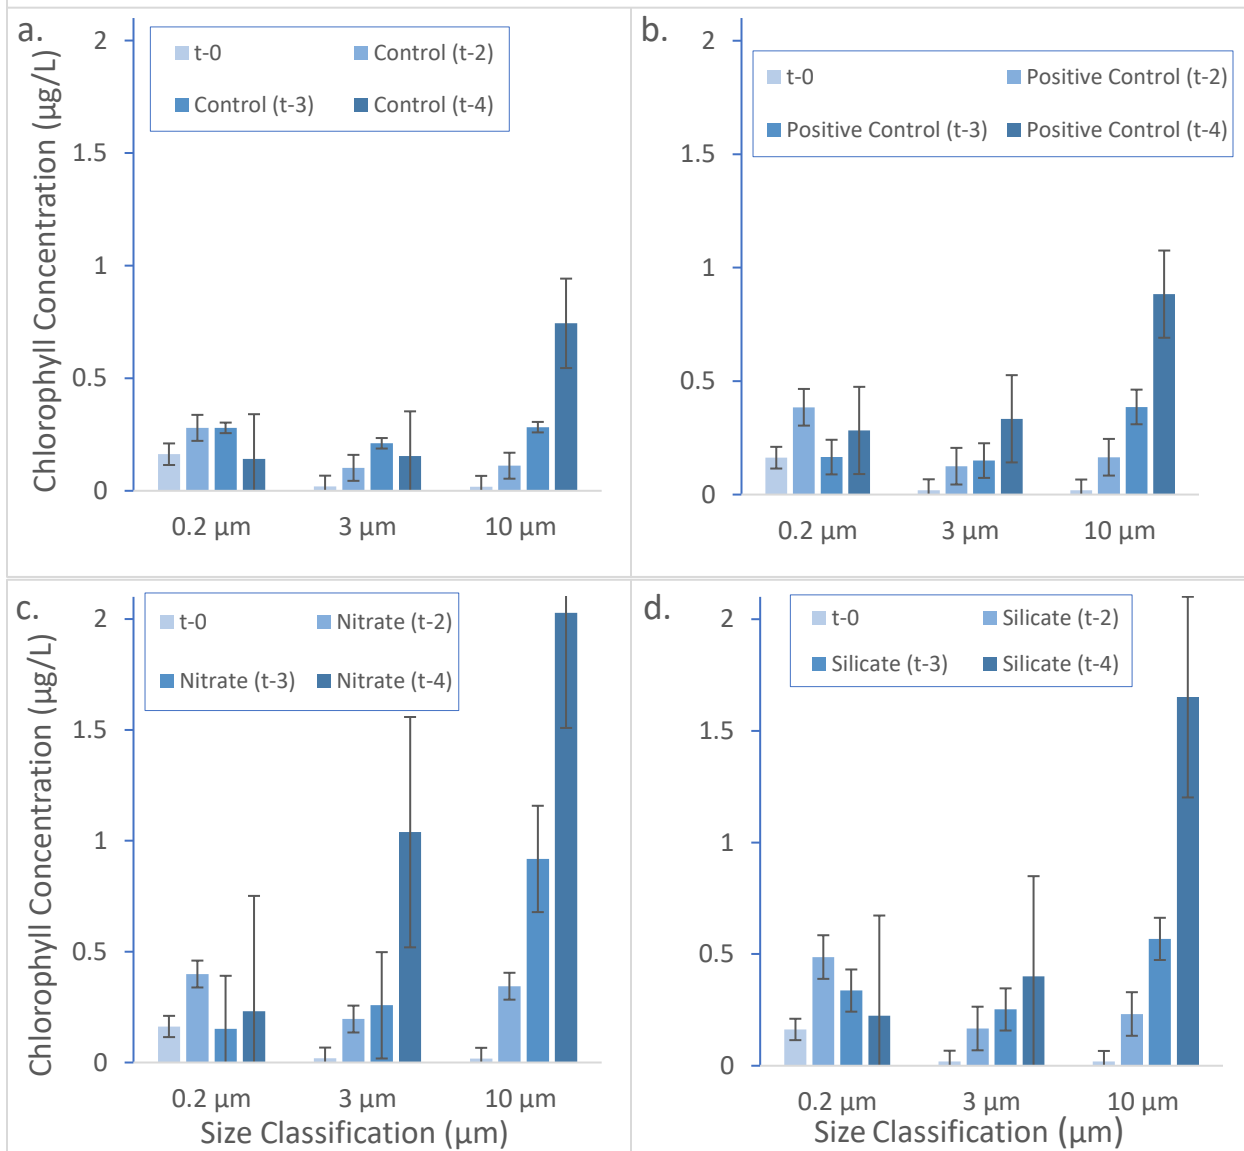 a.
t-0 Control (t-2)
Control (t-3) Control (t-4)
Chlorophyll Concentration (µg/L)
2
1.5
1
0.5
0
0.2 µm 3 µm 10 µm
b.
t-0 Positive Control (t-2)
Positive Control (t-3) Positive Control (t-4)
2
1.5
1
0.5
0
0.2 µm 3 µm 10 µm
c.
t-0 Nitrate (t-2)
Nitrate (t-3) Nitrate (t-4)
Chlorophyll Concentration (µg/L)
2
1.5
1
0.5
0
0.2 µm 3 µm 10 µm
Size Classification (µm)
d.
t-0 Silicate (t-2)
Silicate (t-3) Silicate (t-4)
2
1.5
1
0.5
0
0.2 µm 3 µm 10 µm
Size Classification (µm)